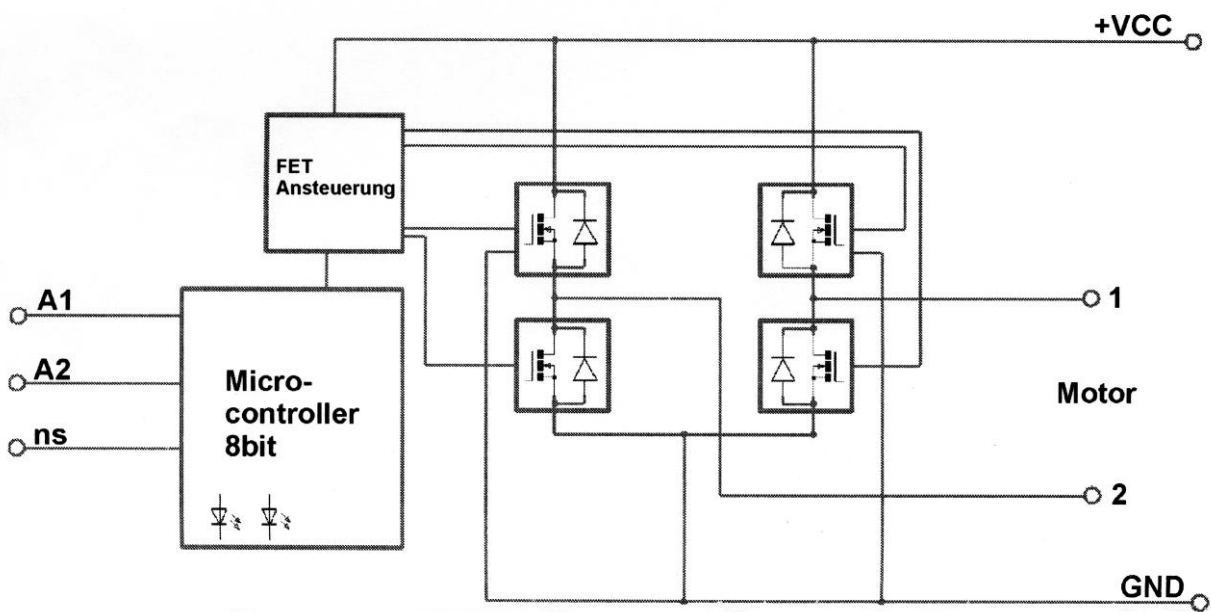 +VCC
FET
Ansteuerung
A1
1
A2
Micro-
controller
8bit
Motor
ns
2
GND